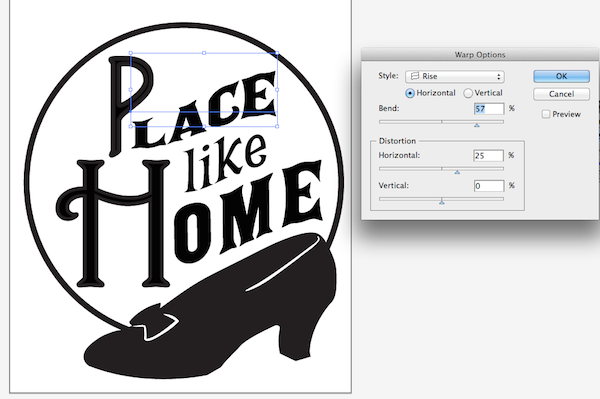 PLACE
like
HOME
Warp Options
Style: Rise
Horizontal Vertical
Bend: 57 %
Distortion
Horizontal: 25 %
Vertical: 0 %
OK
Cancel
Preview